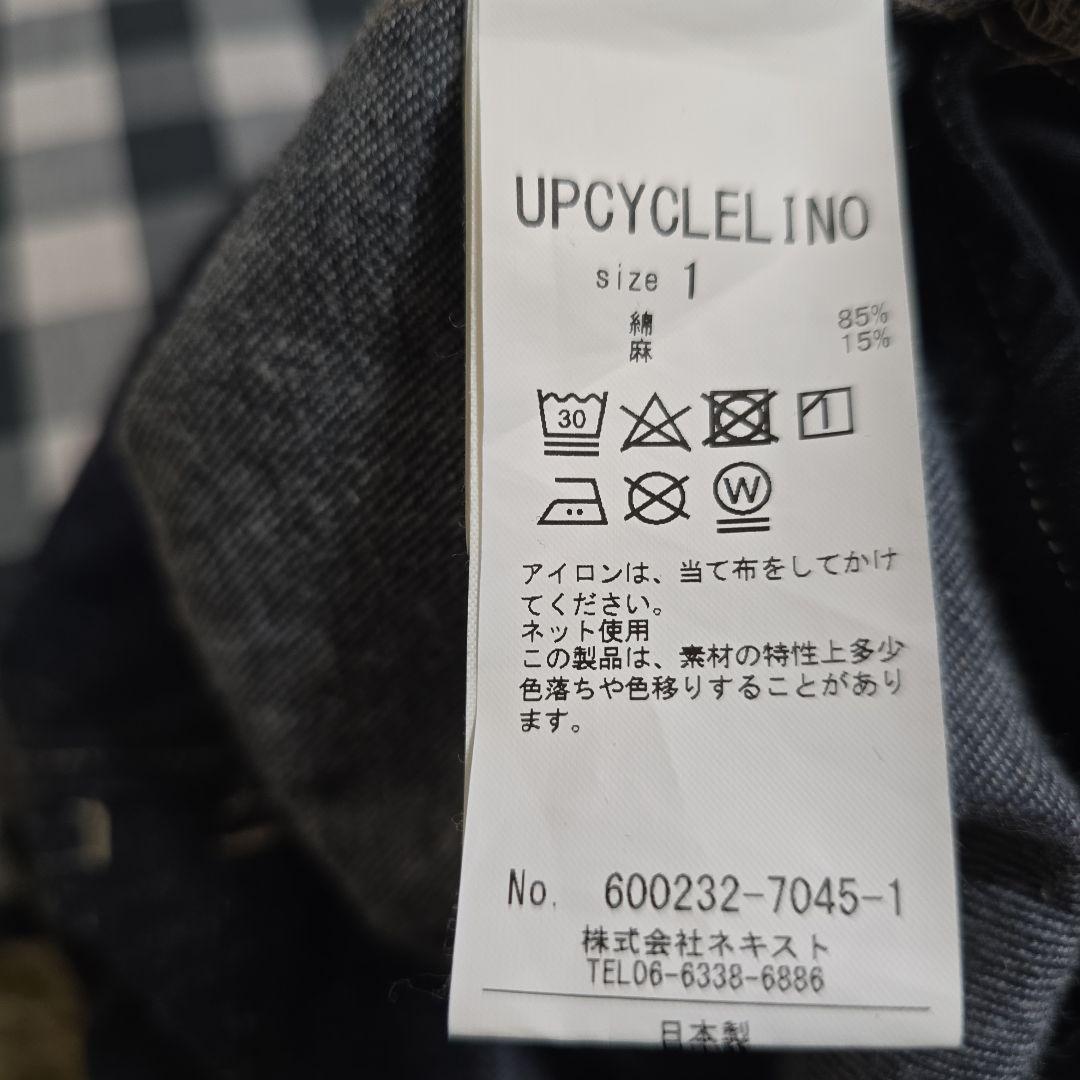 UPCYCLELINO
size 1
綿 85%
麻 15%
30
W
アイロンは、当て布をしてかけ
てください。
ネット使用
この製品は、素材の特性上多少
色落ちや色移りすることがあり
ます。
No. 600232-7045-1
株式会社ネキスト
TEL06-6338-6886
日本製